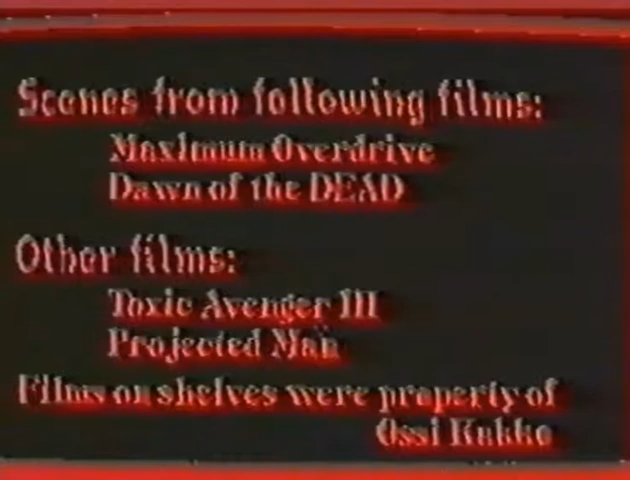 Scenes from following films:
Maximum Overdrive
Dawn of the DEAD
Other films:
Toxic Avenger III
Projected Man
Films on shelves were property of
Ossi Kukko